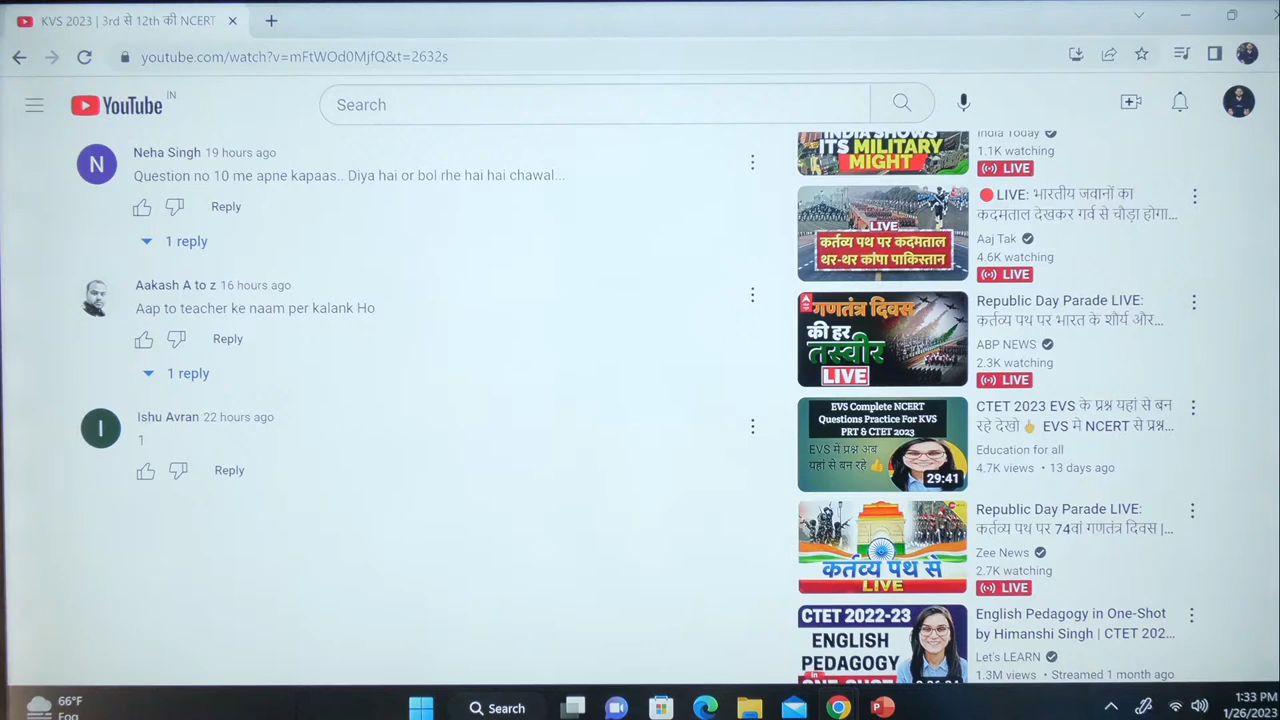 KVS 2023 | 3rd से 12th की NCERT
youtube.com/watch?v=mFtWOd0MjfQ&t=2632s
YouTube IN
Search
Neha Singh 19 hours ago
Questuo no 10 me ap ne kapas.. Diya hai or bol rhe hai hai chawal...
Reply
1 reply
Aakash A to z 16 hours ago
Aap to teacher ke naam per kalank Ho
Reply
1 reply
Ishu Avran 22 hours ago
1
Reply
INDIA SHOWS
ITS MILITARY
MIGHT
India Today
1.1K watching
LIVE
LIVE
कर्तव्य पथ पर कदमताल
थर-थर कांपा पाकिस्तान
LIVE: भारतीय जवानों का
कदमताल देखकर गर्व से चौड़ा होगा...
Aaj Tak
4.6K watching
LIVE
गणतंत्र दिवस
की हर
तस्वीर
LIVE
Republic Day Parade LIVE:
कर्तव्य पथ पर भारत के शौर्य और...
ABP NEWS
2.3K watching
LIVE
EVS Complete NCERT
Questions Practice For KVS
PRT & CTET 2023
EVS में प्रश्न अब
यहां से बन रहे
29:41
CTET 2023 EVS के प्रश्न यहां से बन
रहे देखो EVS मे NCERT से प्रश्न...
Education for all
4.7K views • 13 days ago
कर्तव्य पथ से
LIVE
Republic Day Parade LIVE:
कर्तव्य पथ पर 74वां गणतंत्र दिवस |...
Zee News
2.7K watching
LIVE
CTET 2022-23
ENGLISH
PEDAGOGY
in
English Pedagogy in One-Shot
by Himanshi Singh | CTET 202...
Let's LEARN
1.3M views • Streamed 1 month ago
66°F
Fog
Search
1:33 PM
1/26/2023